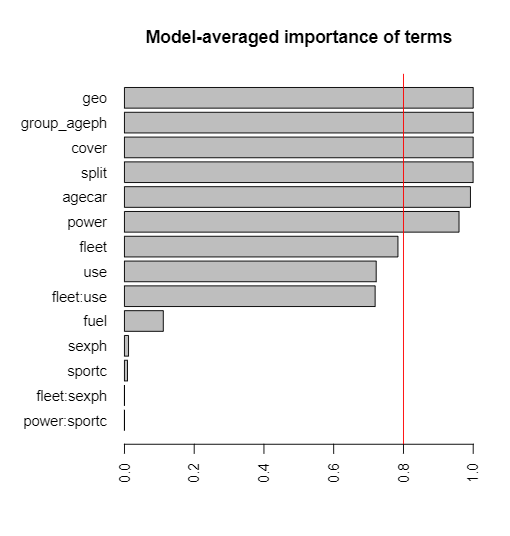 Model-averaged importance of terms
geo
group_ageph
cover
split
agecar
power
fleet
use
fleet:use
fuel
sexph
sportc
fleet:sexph
power:sportc
0.0 0.2 0.4 0.6 0.8 1.0